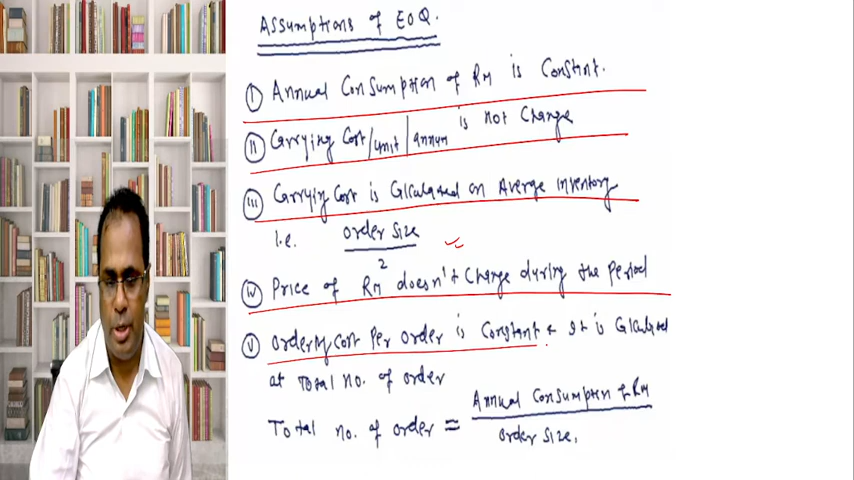 Assumptions of EOQ.
(I) Annual Consumption of RM is Constant.
(II) Carrying Cost/unit/annum is not Change
(III) Carrying Cost is Calculated on Average Inventory
i.e. order size
2
(IV) Price of RM doesn't Change during the Period
(V) Ordering Cost Per order is Constant & It is Calculated
at Total No. of order
Total no. of order = Annual Consumption of RM
order size.